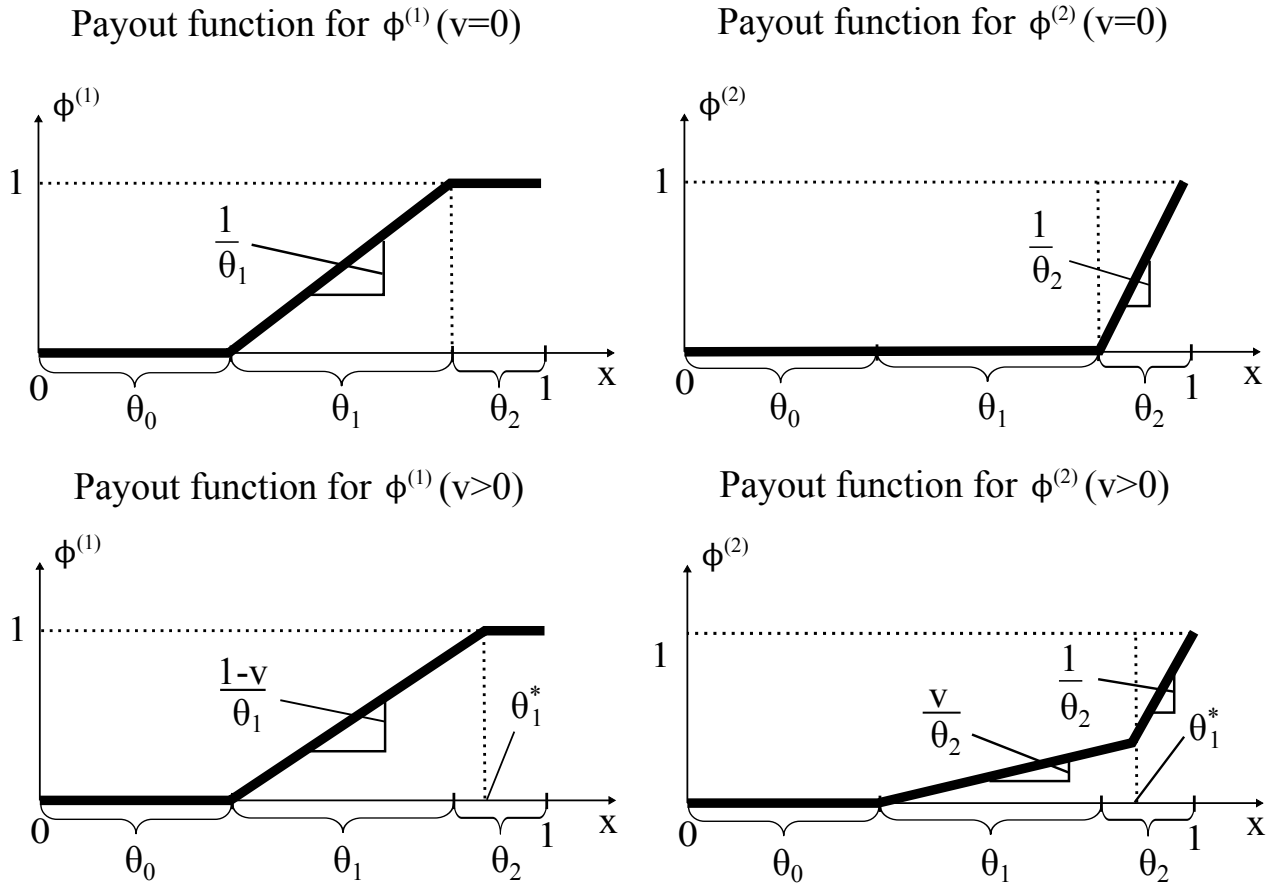 Payout function for ϕ⁽¹⁾ (v=0)
ϕ⁽¹⁾
1
1
θ₁
0
1
x
θ₀
θ₁
θ₂
Payout function for ϕ⁽²⁾ (v=0)
ϕ⁽²⁾
1
1
θ₂
0
1
x
θ₀
θ₁
θ₂
Payout function for ϕ⁽¹⁾ (v>0)
ϕ⁽¹⁾
1
1-v
θ₁
θ₁*
0
1
x
θ₀
θ₁
θ₂
Payout function for ϕ⁽²⁾ (v>0)
ϕ⁽²⁾
1
v
θ₂
1
θ₂
θ₁*
0
1
x
θ₀
θ₁
θ₂